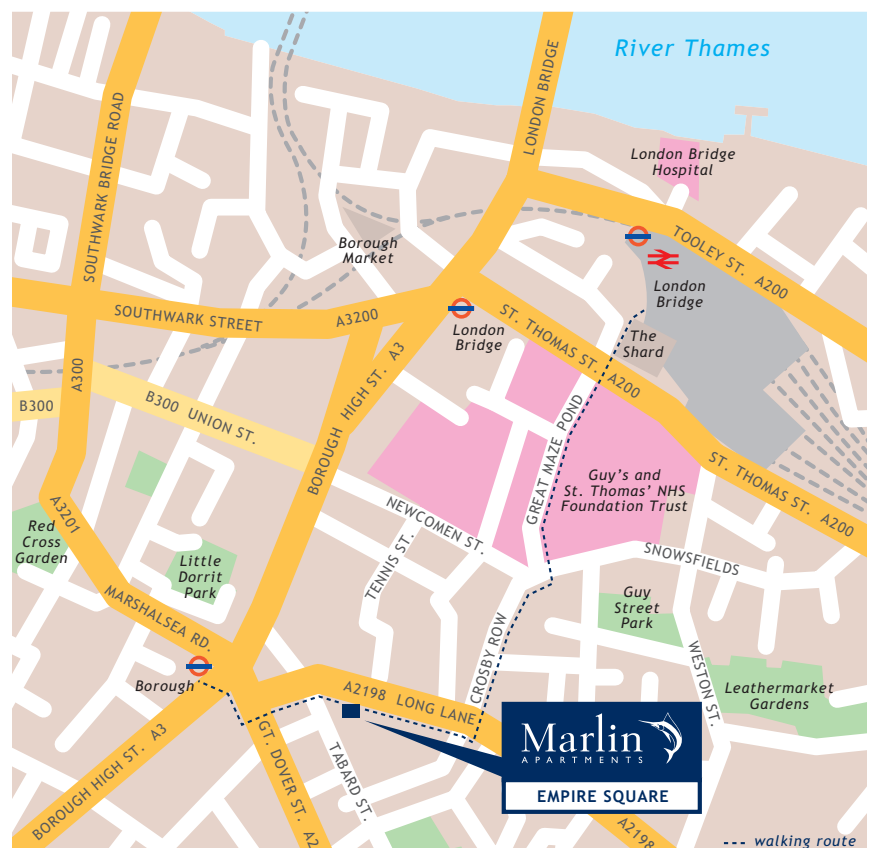 River Thames
LONDON BRIDGE
SOUTHWARK BRIDGE ROAD
London Bridge
Hospital
Borough
Market
TOOLEY ST. A200
London
Bridge
SOUTHWARK STREET
A3200
London
Bridge
ST. THOMAS ST. A200
The
Shard
A300
B300
B300 UNION ST.
BOROUGH HIGH ST. A3
GREAT MAZE POND
ST. THOMAS ST. A200
Guy's and
St. Thomas' NHS
Foundation Trust
A3201
Red
Cross
Garden
NEWCOMEN ST.
SNOWSFIELDS
Little
Dorrit
Park
TENNIS ST.
Guy
Street
Park
MARSHALSEA RD.
CROSBY ROW
WESTON ST.
Borough
A2198 LONG LANE
Leathermarket
Gardens
BOROUGH HIGH ST. A3
GT. DOVER ST. A2
TABARD ST.
Marlin
APARTMENTS
EMPIRE SQUARE
A2198
walking route